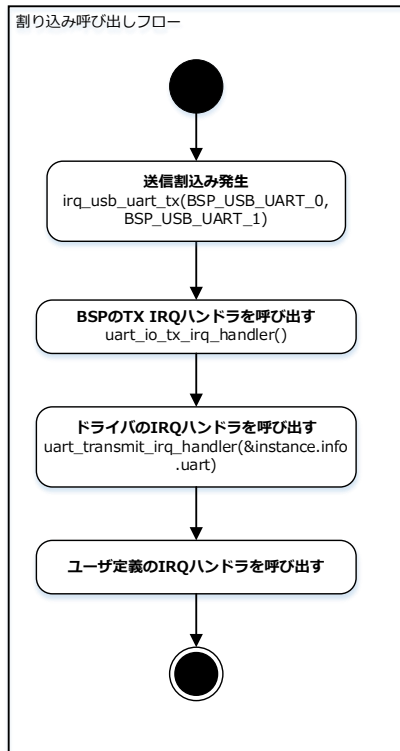 割り込み呼び出しフロー
送信割込み発生
irq_usb_uart_tx(BSP_USB_UART_0,
BSP_USB_UART_1)
BSPのTX IRQハンドラを呼び出す
uart_io_tx_irq_handler()
ドライバのIRQハンドラを呼び出す
uart_transmit_irq_handler(&instance.info
.uart)
ユーザ定義のIRQハンドラを呼び出す